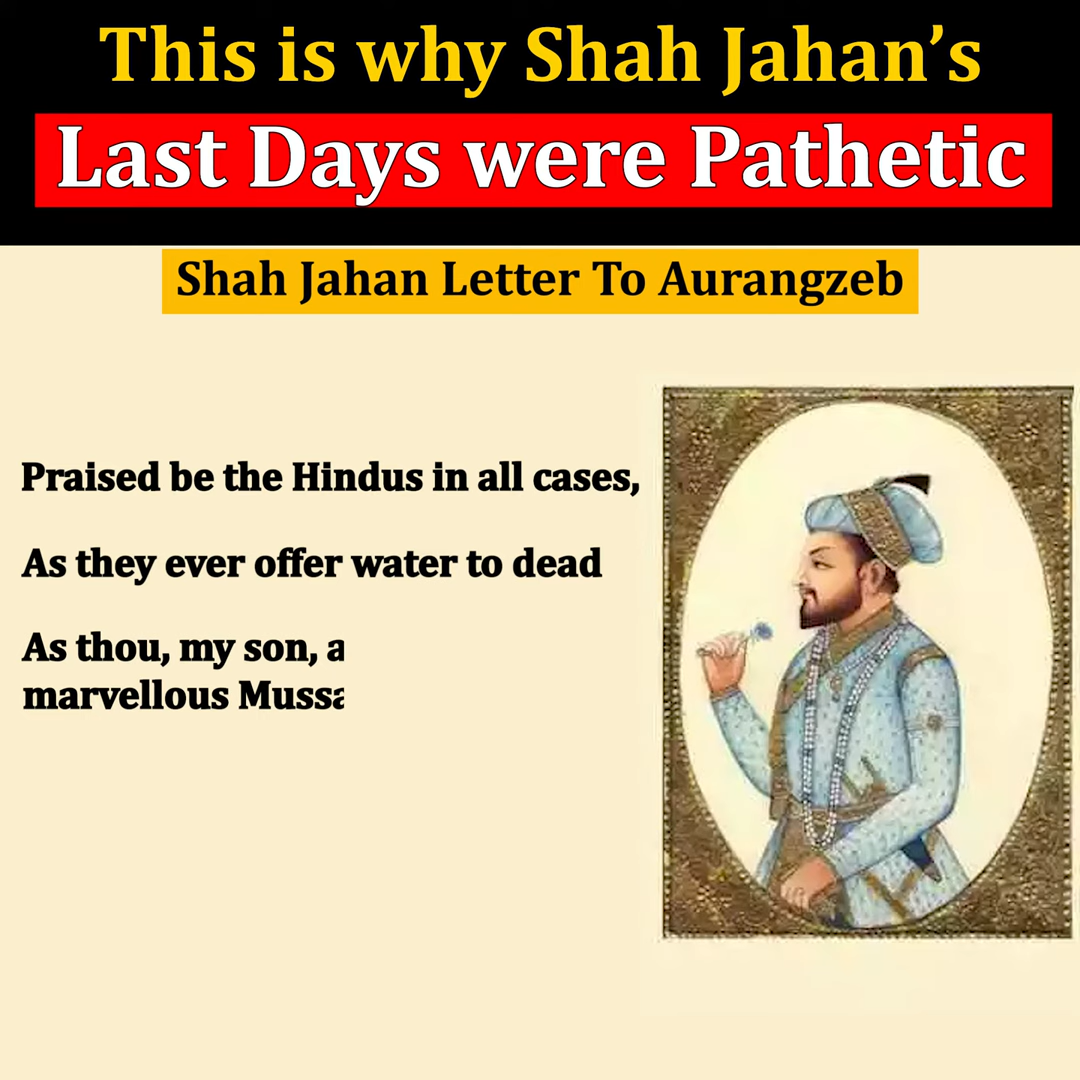 This is why Shah Jahan’s
Last Days were Pathetic
Shah Jahan Letter To Aurangzeb
Praised be the Hindus in all cases,
As they ever offer water to dead
As thou, my son, a
marvellous Mussa